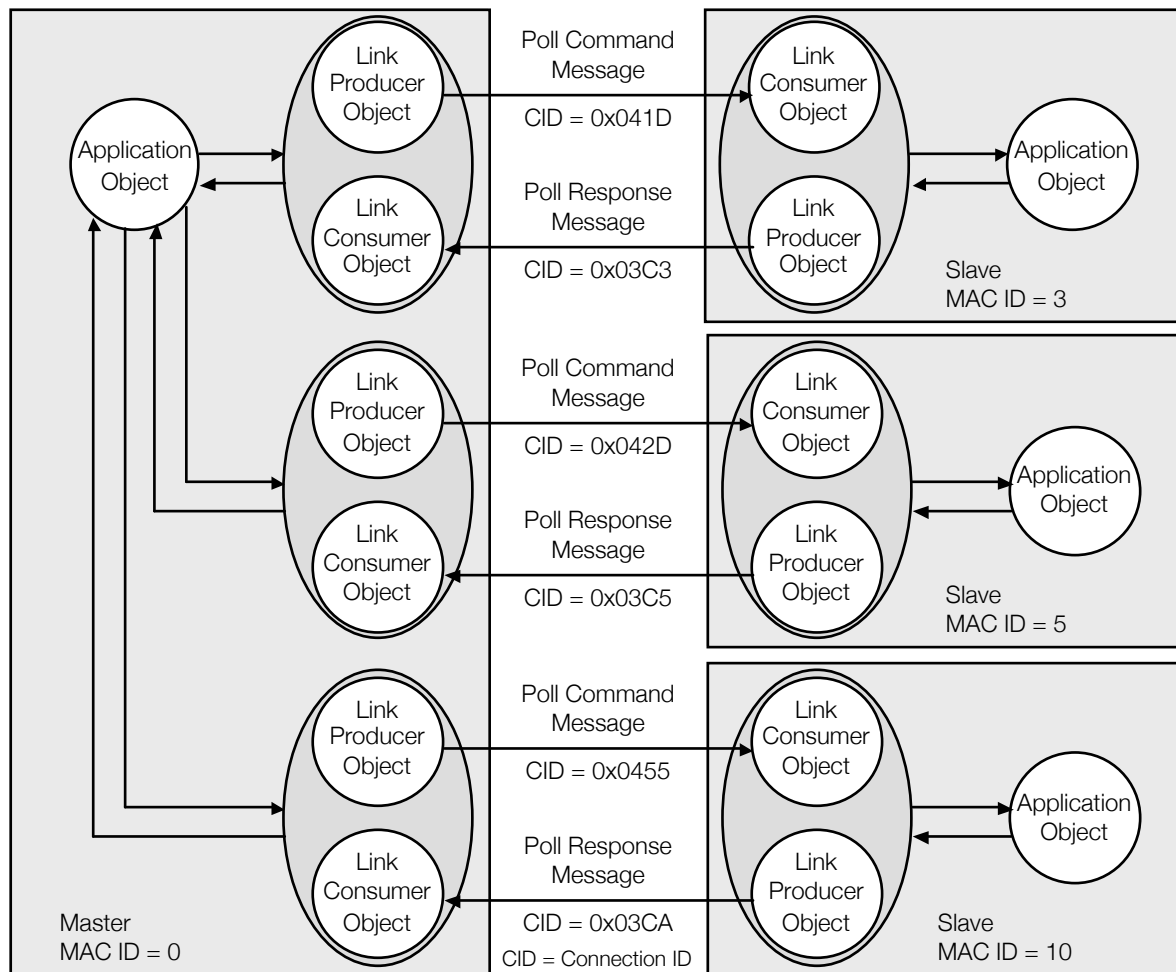 Link
Producer
Object
Poll Command
Message
CID = 0x041D
Link
Consumer
Object
Application
Object
Application
Object
Link
Consumer
Object
Poll Response
Message
CID = 0x03C3
Link
Producer
Object
Slave
MAC ID = 3
Link
Producer
Object
Poll Command
Message
CID = 0x042D
Link
Consumer
Object
Application
Object
Link
Consumer
Object
Poll Response
Message
CID = 0x03C5
Link
Producer
Object
Slave
MAC ID = 5
Link
Producer
Object
Poll Command
Message
CID = 0x0455
Link
Consumer
Object
Application
Object
Link
Consumer
Object
Poll Response
Message
CID = 0x03CA
Link
Producer
Object
Master
MAC ID = 0
CID = Connection ID
Slave
MAC ID = 10